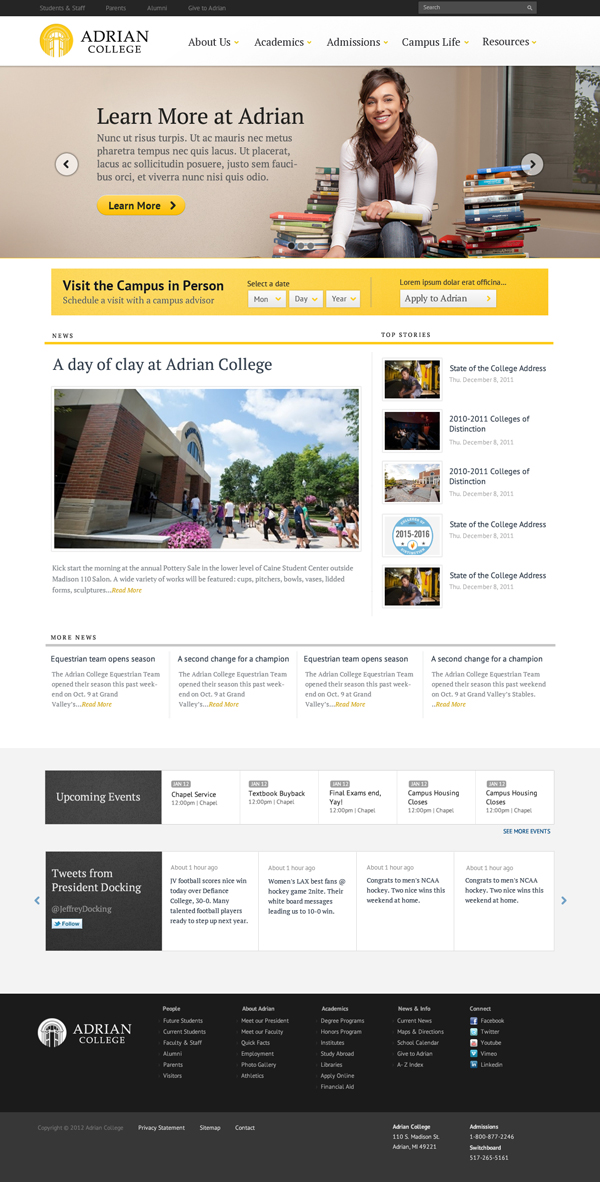 Students & Staff
Parents
Alumni
Give to Adrian
Search
ADRIAN
COLLEGE
About Us
Academics
Admissions
Campus Life
Resources
Learn More at Adrian
Nunc ut risus turpis. Ut ac mauris nec metus
pharetra tempus nec quis lacus. Ut placerat,
lacus ac sollicitudin posuere, justo sem fauci-
bus orci, et viverra nunc nisi quis odio.
Learn More
Visit the Campus in Person
Schedule a visit with a campus advisor
Select a date
Mon
Day
Year
Lorem ipsum dolar erat officina...
Apply to Adrian
NEWS
A day of clay at Adrian College
Kick start the morning at the annual Pottery Sale in the lower level of Caine Student Center outside
Madison 110 Salon. A wide variety of works will be featured: cups, pitchers, bowls, vases, lidded
forms, sculptures...Read More
TOP STORIES
State of the College Address
Thu. December 8, 2011
2010-2011 Colleges of
Distinction
Thu. December 8, 2011
2010-2011 Colleges of
Distinction
Thu. December 8, 2011
2015-2016
State of the College Address
Thu. December 8, 2011
State of the College Address
Thu. December 8, 2011
MORE NEWS
Equestrian team opens season
The Adrian College Equestrian Team
opened their season this past week-
end on Oct. 9 at Grand
Valley's...Read More
A second change for a champion
The Adrian College Equestrian Team
opened their season this past week-
end on Oct. 9 at Grand
Valley's...Read More
Equestrian team opens season
The Adrian College Equestrian Team
opened their season this past week-
end on Oct. 9 at Grand
Valley's...Read More
A second change for a champion
The Adrian College Equestrian Team
opened their season this past weekend
on Oct. 9 at Grand Valley's Stables.
..Read More
Upcoming Events
JAN 12
Chapel Service
12:00pm | Chapel
JAN 12
Textbook Buyback
12:00pm | Chapel
JAN 12
Final Exams end,
Yay!
12:00pm | Chapel
JAN 12
Campus Housing
Closes
12:00pm | Chapel
JAN 12
Campus Housing
Closes
12:00pm | Chapel
SEE MORE EVENTS
Tweets from
President Docking
@JeffreyDocking
Follow
About 1 hour ago
JV football scores nice win
today over Defiance
College, 30-0. Many
talented football players
ready to step up next year.
About 1 hour ago
Women's LAX best fans @
hockey game 2nite. Their
white board messages
leading us to 10-0 win.
About 1 hour ago
Congrats to men's NCAA
hockey. Two nice wins this
weekend at home.
About 1 hour ago
Congrats to men's NCAA
hockey. Two nice wins this
weekend at home.
ADRIAN
COLLEGE
People
Future Students
Current Students
Faculty & Staff
Alumni
Parents
Visitors
About Adrian
Meet our President
Meet our Faculty
Quick Facts
Employment
Photo Gallery
Athletics
Academics
Degree Programs
Honors Program
Institutes
Study Abroad
Libraries
Apply Online
Financial Aid
News & Info
Current News
Maps & Directions
School Calendar
Give to Adrian
A- Z Index
Connect
Facebook
Twitter
Youtube
Vimeo
Linkedin
Copyright © 2012 Adrian College
Privacy Statement
Sitemap
Contact
Adrian College
110 S. Madison St.
Adrian, MI 49221
Admissions
1-800-877-2246
Switchboard
517-265-5161